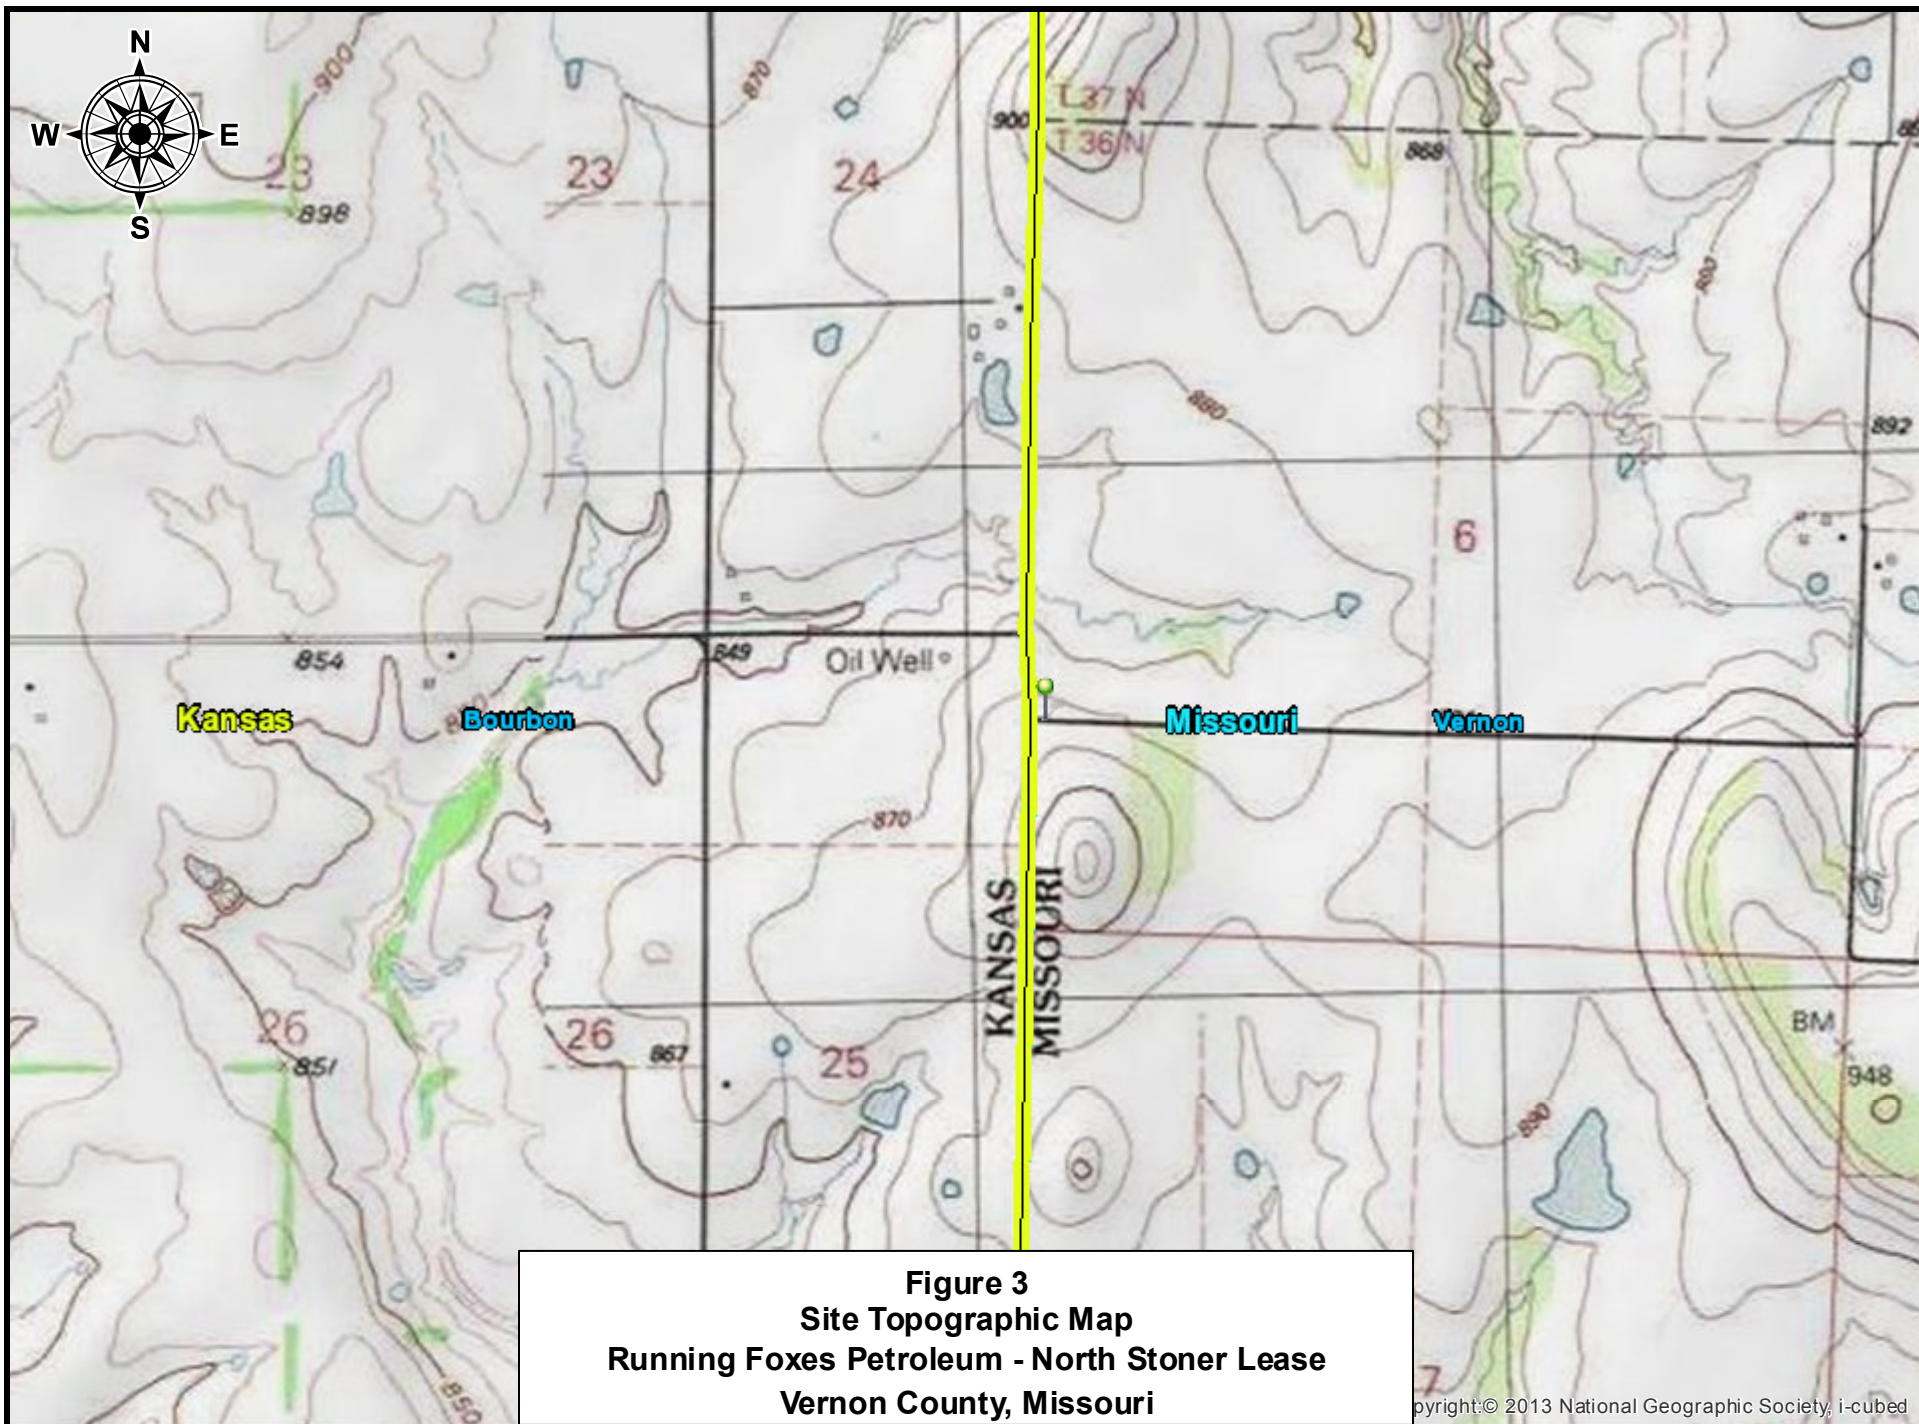 N
W
E
S
900
870
T 37 N
T 36 N
900
868
23
23
24
898
880
892
6
854
849
Oil Well
Kansas
Bourbon
Missouri
Vernon
870
KANSAS
MISSOURI
26
26
25
867
851
BM
948
890
850
7
Figure 3
Site Topographic Map
Running Foxes Petroleum - North Stoner Lease
Vernon County, Missouri
pyright:© 2013 National Geographic Society, i-cubed